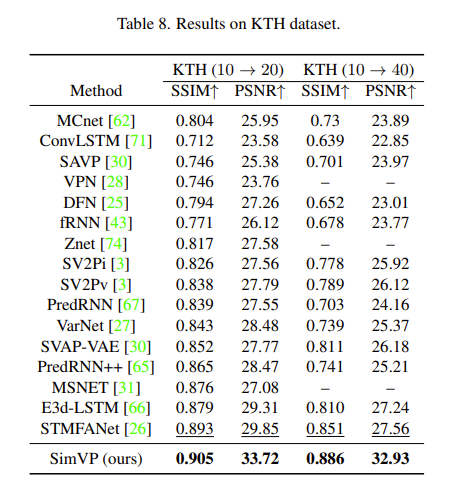 Table 8. Results on KTH dataset.
KTH (10 → 20) KTH (10 → 40)
Method SSIM↑ PSNR↑ SSIM↑ PSNR↑
MCnet [62] 0.804 25.95 0.73 23.89
ConvLSTM [71] 0.712 23.58 0.639 22.85
SAVP [30] 0.746 25.38 0.701 23.97
VPN [28] 0.746 23.76 – –
DFN [25] 0.794 27.26 0.652 23.01
fRNN [43] 0.771 26.12 0.678 23.77
Znet [74] 0.817 27.58 – –
SV2Pi [3] 0.826 27.56 0.778 25.92
SV2Pv [3] 0.838 27.79 0.789 26.12
PredRNN [67] 0.839 27.55 0.703 24.16
VarNet [27] 0.843 28.48 0.739 25.37
SVAP-VAE [30] 0.852 27.77 0.811 26.18
PredRNN++ [65] 0.865 28.47 0.741 25.21
MSNET [31] 0.876 27.08 – –
E3d-LSTM [66] 0.879 29.31 0.810 27.24
STMFANet [26] 0.893 29.85 0.851 27.56
SimVP (ours) 0.905 33.72 0.886 32.93